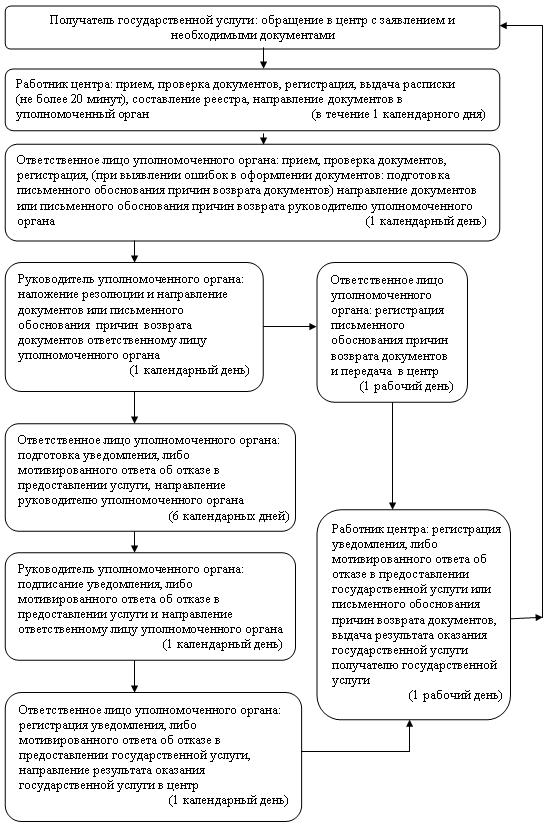 Получатель государственной услуги: обращение в центр с заявлением и
необходимыми документами
Работник центра: прием, проверка документов, регистрация, выдача расписки
(не более 20 минут), составление реестра, направление документов в
уполномоченный орган (в течение 1 календарного дня)
Ответственное лицо уполномоченного органа: прием, проверка документов,
регистрация, (при выявлении ошибок в оформлении документов: подготовка
письменного обоснования причин возврата документов) направление документов
или письменного обоснования причин возврата руководителю уполномоченного
органа (1 календарный день)
Руководитель уполномоченного органа:
наложение резолюции и направление
документов или письменного
обоснования причин возврата
документов ответственному лицу
уполномоченного органа
(1 календарный день)
Ответственное лицо
уполномоченного
органа: регистрация
письменного
обоснования причин
возврата документов
и передача в центр
(1 рабочий день)
Ответственное лицо уполномоченного органа:
подготовка уведомления, либо
мотивированного ответа об отказе в
предоставлении услуги, направление
руководителю уполномоченного органа
(6 календарных дней)
Руководитель уполномоченного органа:
подписание уведомления, либо
мотивированного ответа об отказе в
предоставлении услуги и направление
ответственному лицу уполномоченного органа
(1 календарный день)
Ответственное лицо уполномоченного органа:
регистрация уведомления, либо
мотивированного ответа об отказе в
предоставлении государственной услуги,
направление результата оказания
государственной услуги в центр
(1 календарный день)
Работник центра: регистрация
уведомления, либо
мотивированного ответа об
отказе в предоставлении
государственной услуги или
письменного обоснования
причин возврата документов,
выдача результата оказания
государственной услуги
получателю государственной
услуги
(1 рабочий день)